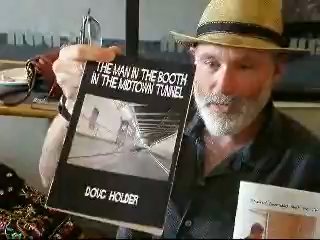 THE MAN IN THE BOOTH
IN THE MIDTOWN TUNNEL
DOUG HOLDER